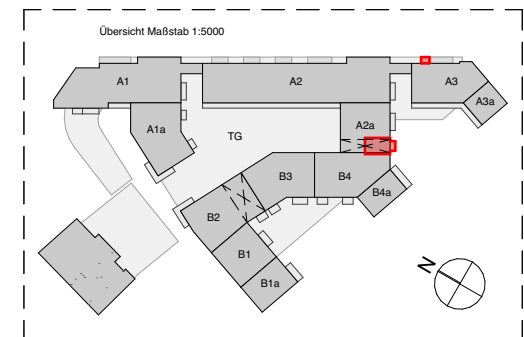 Übersicht Maßstab 1:5000
A1
A2
A3
A3a
A1a
TG
A2a
B3
B4
B4a
B2
B1
B1a
N